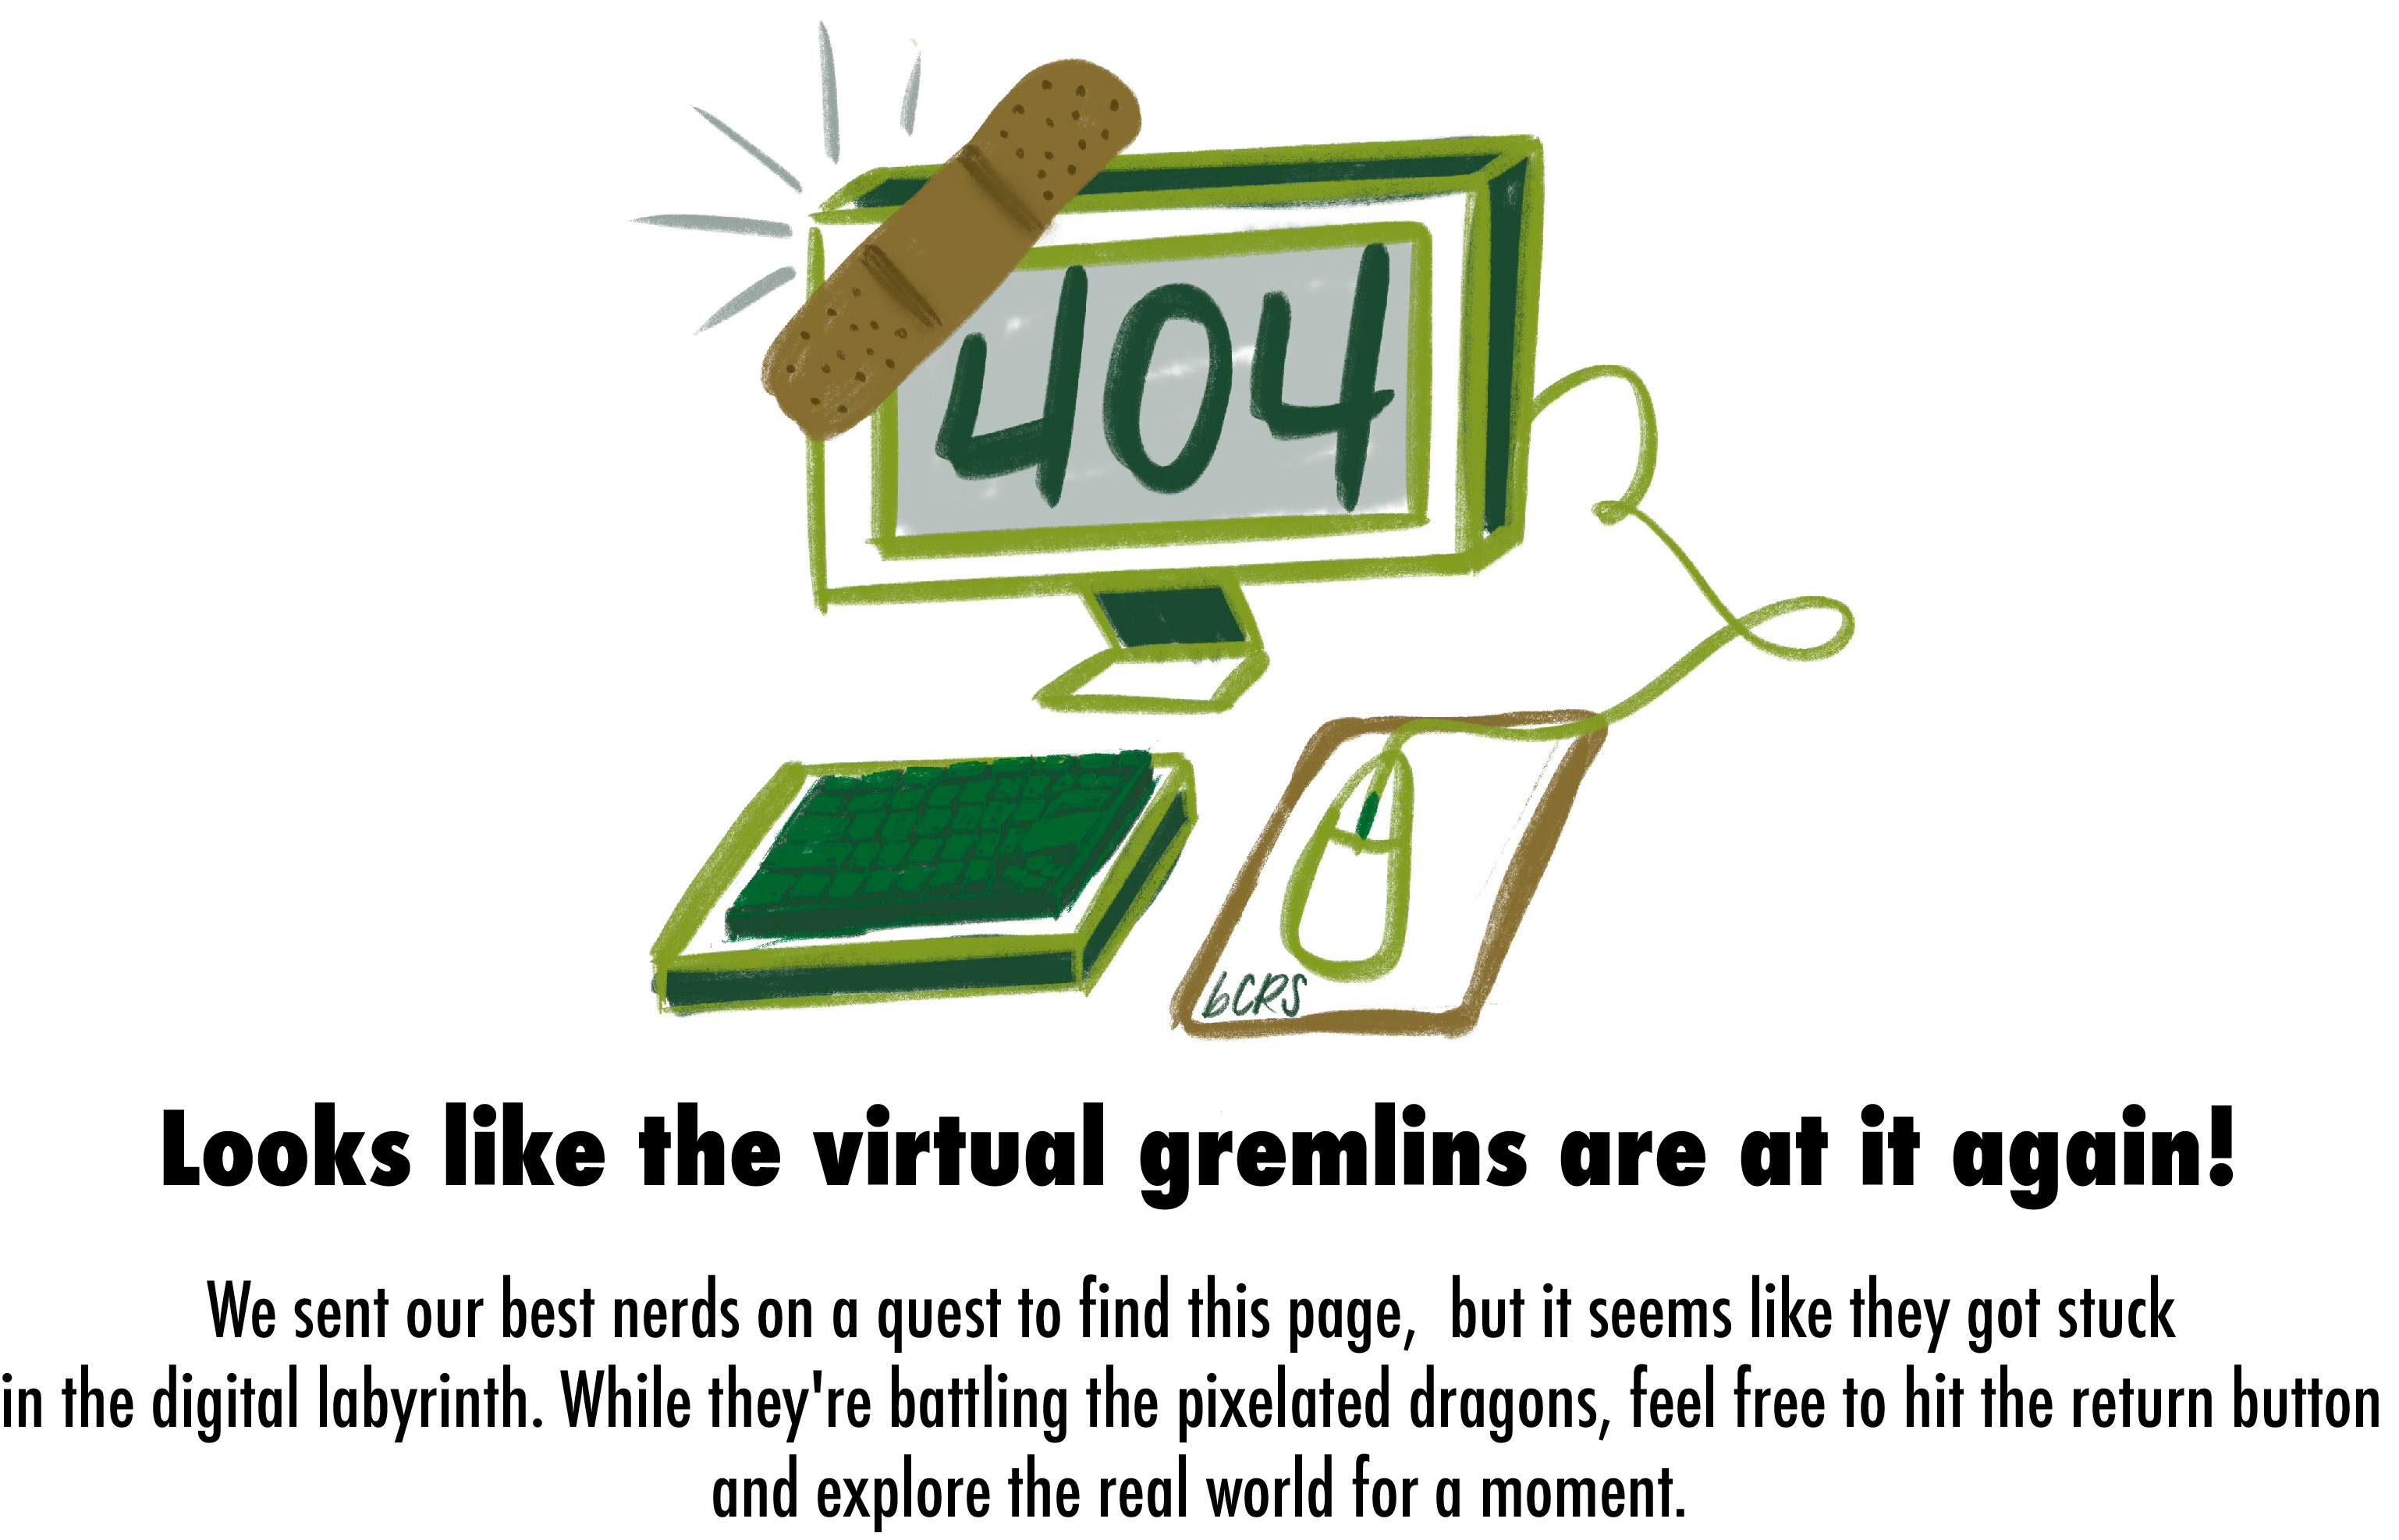 404
bCRS
Looks like the virtual gremlins are at it again!
We sent our best nerds on a quest to find this page,  but it seems like they got stuck
in the digital labyrinth. While they're battling the pixelated dragons, feel free to hit the return button
and explore the real world for a moment.